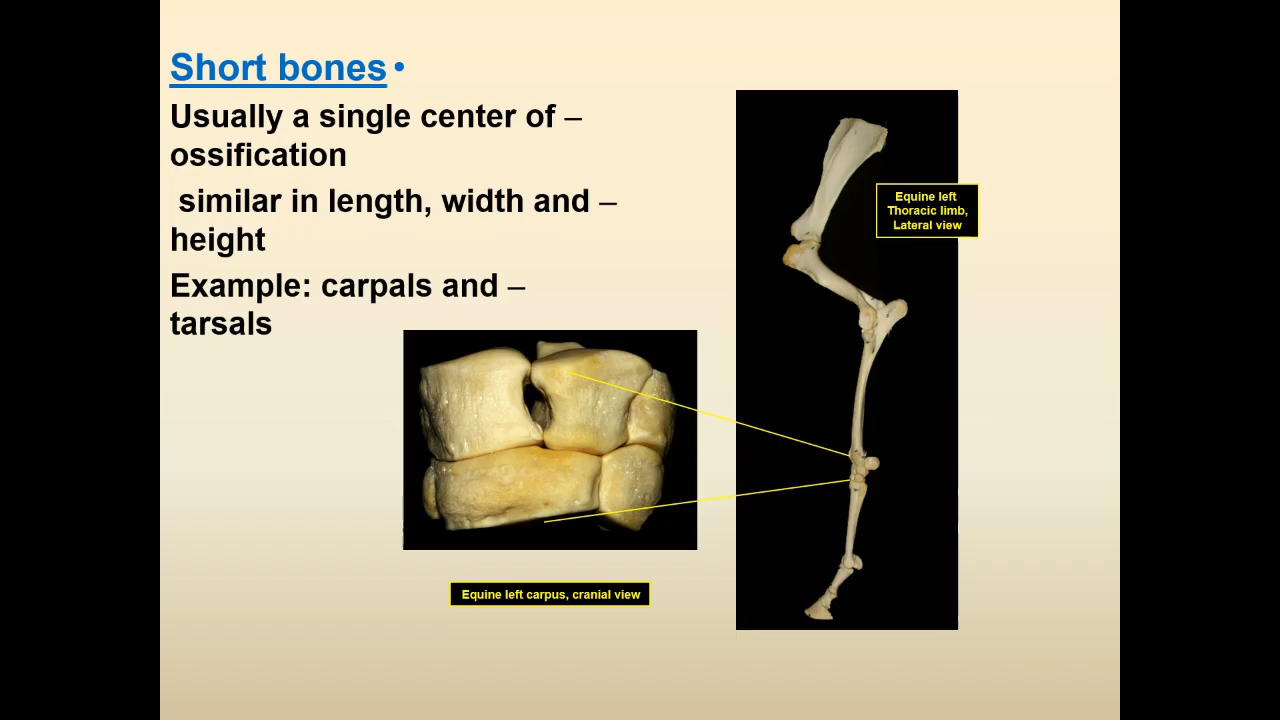 Short bones •
Usually a single center of –
ossification
similar in length, width and –
height
Example: carpals and –
tarsals
Equine left
Thoracic limb,
Lateral view
Equine left carpus, cranial view